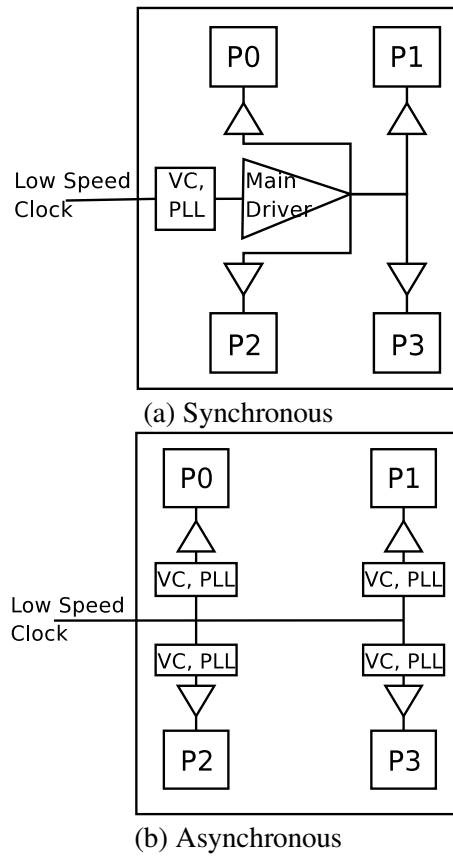 P0 P1
Low Speed
Clock
VC,
PLL
Main
Driver
P2 P3
(a) Synchronous
P0 P1
VC, PLL VC, PLL
Low Speed
Clock
VC, PLL VC, PLL
P2 P3
(b) Asynchronous